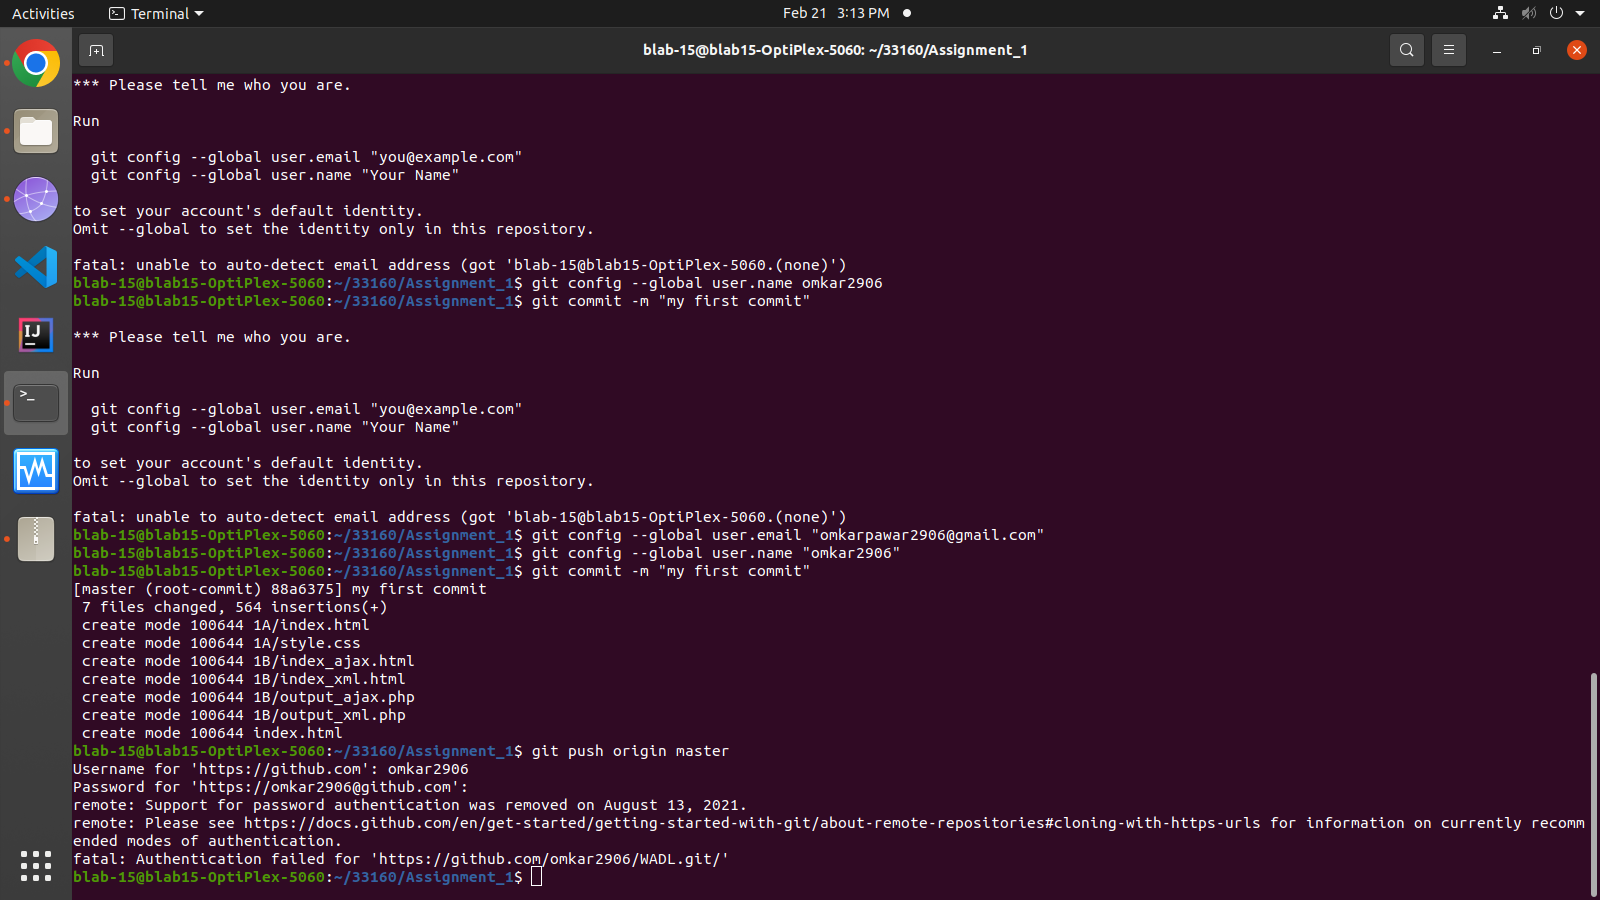 Activities
Terminal
Feb 21 3:13 PM
blab-15@blab15-OptiPlex-5060: ~/33160/Assignment_1
*** Please tell me who you are.
Run
git config --global user.email "you@example.com"
git config --global user.name "Your Name"
to set your account's default identity.
Omit --global to set the identity only in this repository.
fatal: unable to auto-detect email address (got 'blab-15@blab15-OptiPlex-5060.(none)')
blab-15@blab15-OptiPlex-5060:~/33160/Assignment_1$ git config --global user.name omkar2906
blab-15@blab15-OptiPlex-5060:~/33160/Assignment_1$ git commit -m "my first commit"
*** Please tell me who you are.
Run
git config --global user.email "you@example.com"
git config --global user.name "Your Name"
to set your account's default identity.
Omit --global to set the identity only in this repository.
fatal: unable to auto-detect email address (got 'blab-15@blab15-OptiPlex-5060.(none)')
blab-15@blab15-OptiPlex-5060:~/33160/Assignment_1$ git config --global user.email "omkarpawar2906@gmail.com"
blab-15@blab15-OptiPlex-5060:~/33160/Assignment_1$ git config --global user.name "omkar2906"
blab-15@blab15-OptiPlex-5060:~/33160/Assignment_1$ git commit -m "my first commit"
[master (root-commit) 88a6375] my first commit
7 files changed, 564 insertions(+)
create mode 100644 1A/index.html
create mode 100644 1A/style.css
create mode 100644 1B/index_ajax.html
create mode 100644 1B/index_xml.html
create mode 100644 1B/output_ajax.php
create mode 100644 1B/output_xml.php
create mode 100644 index.html
blab-15@blab15-OptiPlex-5060:~/33160/Assignment_1$ git push origin master
Username for 'https://github.com': omkar2906
Password for 'https://omkar2906@github.com':
remote: Support for password authentication was removed on August 13, 2021.
remote: Please see https://docs.github.com/en/get-started/getting-started-with-git/about-remote-repositories#cloning-with-https-urls for information on currently recomm
ended modes of authentication.
fatal: Authentication failed for 'https://github.com/omkar2906/WADL.git/'
blab-15@blab15-OptiPlex-5060:~/33160/Assignment_1$
IJ
>_